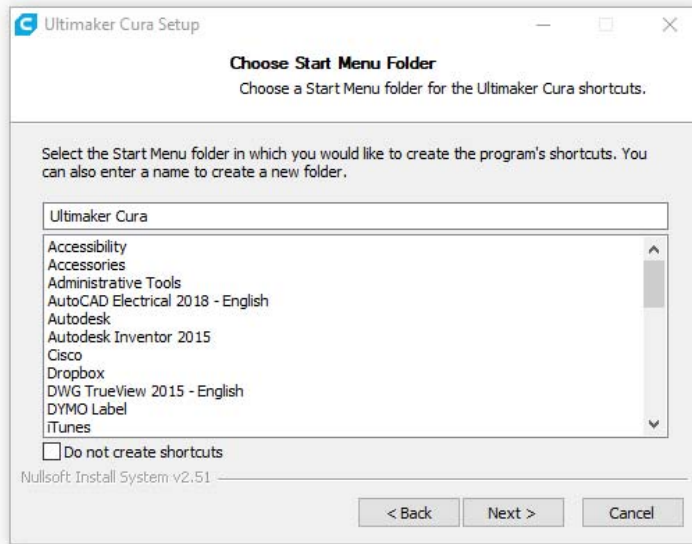 Ultimaker Cura Setup
Choose Start Menu Folder
Choose a Start Menu folder for the Ultimaker Cura shortcuts.
Select the Start Menu folder in which you would like to create the program's shortcuts. You
can also enter a name to create a new folder.
Ultimaker Cura
Accessibility
Accessories
Administrative Tools
AutoCAD Electrical 2018 - English
Autodesk
Autodesk Inventor 2015
Cisco
Dropbox
DWG TrueView 2015 - English
DYMO Label
iTunes
Do not create shortcuts
Nullsoft Install System v2.51
< Back
Next >
Cancel